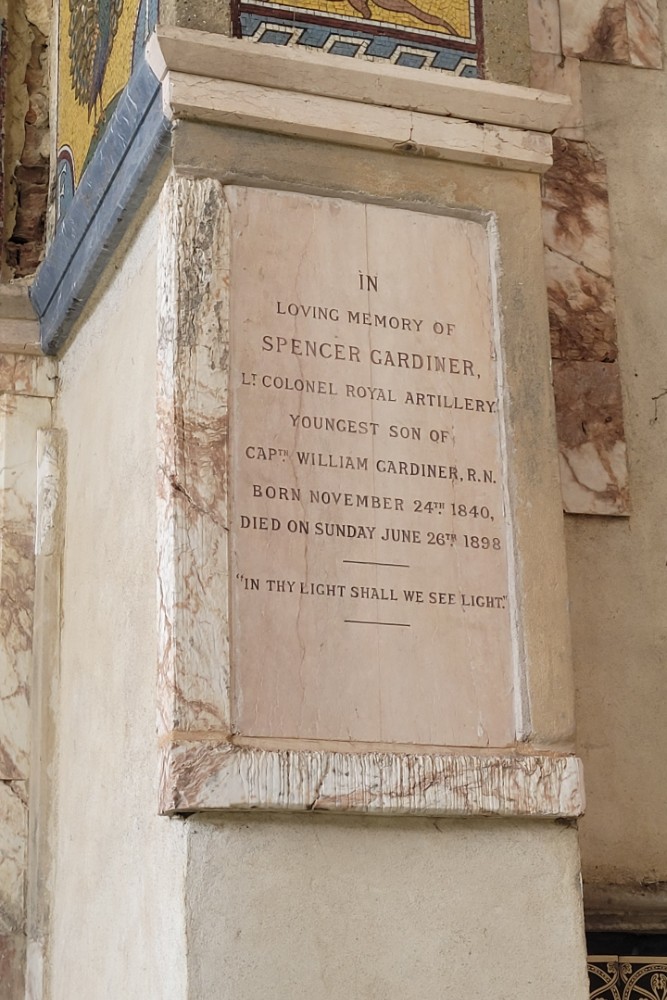 IN
LOVING MEMORY OF
SPENCER GARDINER,
LT COLONEL ROYAL ARTILLERY.
YOUNGEST SON OF
CAPTN WILLIAM GARDINER, R.N.
BORN NOVEMBER 24TH 1840,
DIED ON SUNDAY JUNE 26TH 1898
"IN THY LIGHT SHALL WE SEE LIGHT."